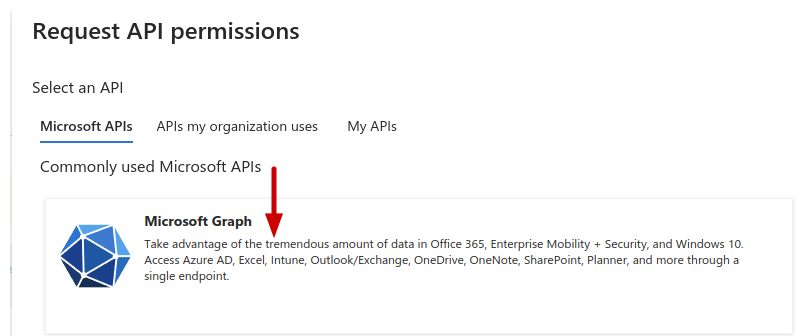 Request API permissions
Select an API
Microsoft APIs APIs my organization uses My APIs
Commonly used Microsoft APIs
Microsoft Graph
Take advantage of the tremendous amount of data in Office 365, Enterprise Mobility + Security, and Windows 10.
Access Azure AD, Excel, Intune, Outlook/Exchange, OneDrive, OneNote, SharePoint, Planner, and more through a
single endpoint.